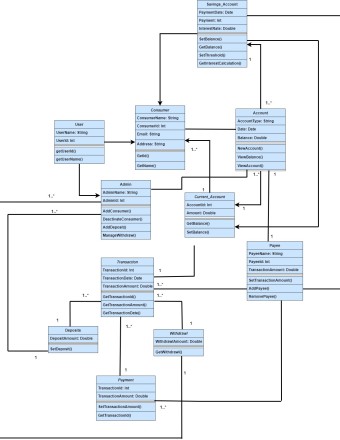 Savings_Account
PaymentDate: Date
Payment: Int
InterestRate: Double
SetBalance()
GetBalance()
SetThreshold()
GetInterestCalculation()
1
1..*
Consumer
ConsumerName: String
ConsumerId: Int
Email: String
Address: String
GetId()
GetName()
1..*
Account
AccountType: String
Date: Date
Balance: Double
NewAccount()
ViewBalance()
ViewAccount()
1..*
1
User
UserName: String
UserId: Int
getUserId()
getUserName()
Admin
AdminName: String
AdminId: Int
AddConsumer()
DeactivateConsumer()
AddDeposit()
ManageWithdraw()
1..*
1..*
1
Current_Account
AccountId: Int
Amount: Double
GetBalance()
SetBalance()
1
1
Payee
PayeeName: String
PayeeId: Int
TransactionAmount: Double
SetTransactionAmount()
AddPayee()
RemovePayee()
Transaction
TransactionId: Int
TransactionDate: Date
TransactionAmount: Double
GetTransactionId()
GetTransactionAmount()
GetTransactionDate()
1
1..*
1..*
1..*
1
1..*
1
Deposite
DepositAmount: Double
SetDeposit()
1
Withdraw
WithdrawAmount: Double
GetWithdraw()
1
1
Payment
TransactionId: Int
TransactionAmount: Double
SetTransactionAmount()
GetTransactionId()
1..*
1..*